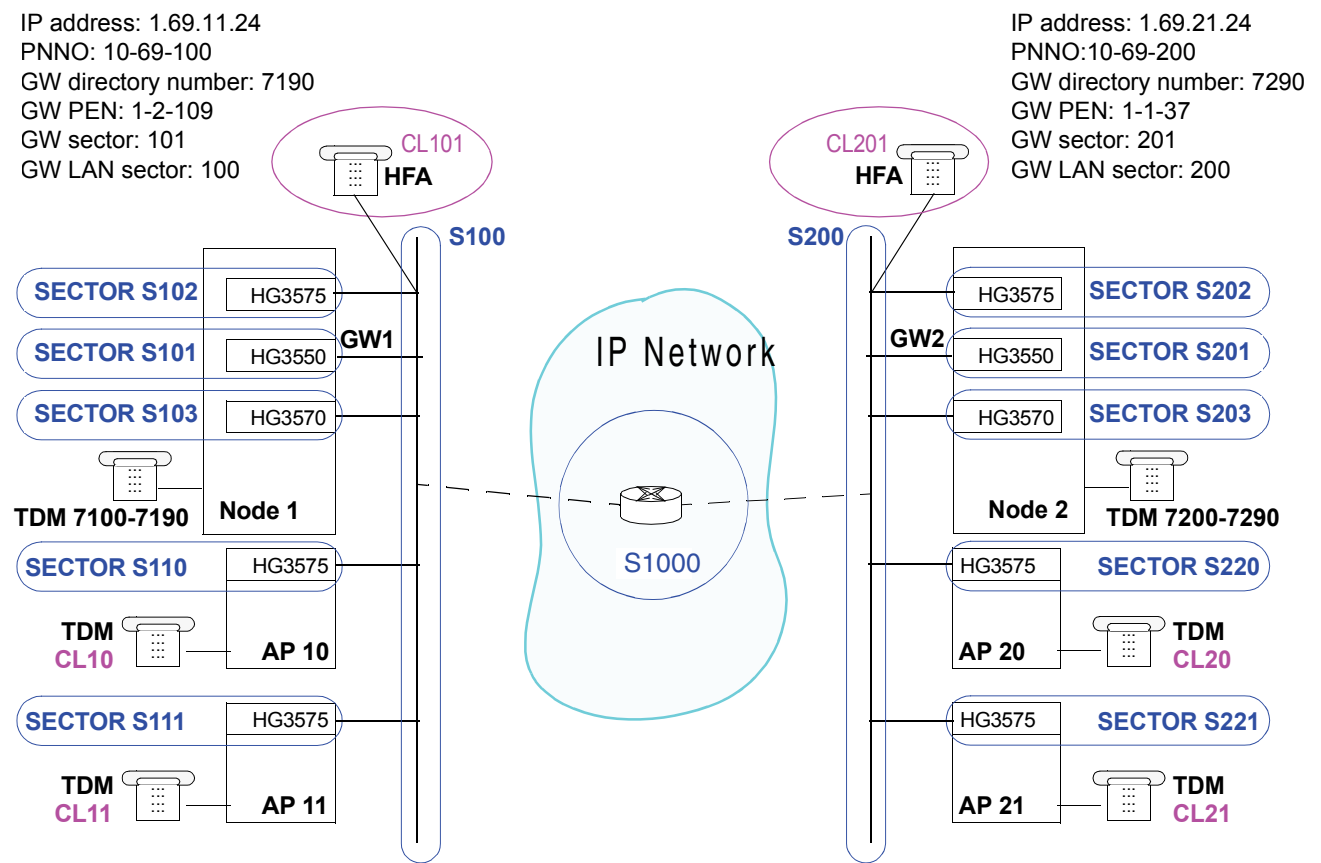 IP address: 1.69.11.24
PNNO: 10-69-100
GW directory number: 7190
GW PEN: 1-2-109
GW sector: 101
GW LAN sector: 100
IP address: 1.69.21.24
PNNO:10-69-200
GW directory number: 7290
GW PEN: 1-1-37
GW sector: 201
GW LAN sector: 200
CL101
HFA
CL201
HFA
S100
S200
SECTOR S102
HG3575
HG3575
SECTOR S202
GW1
GW2
SECTOR S101
HG3550
HG3550
SECTOR S201
IP Network
SECTOR S103
HG3570
HG3570
SECTOR S203
TDM 7100-7190
Node 1
Node 2
TDM 7200-7290
S1000
SECTOR S110
HG3575
HG3575
SECTOR S220
TDM
CL10
AP 10
AP 20
TDM
CL20
SECTOR S111
HG3575
HG3575
SECTOR S221
TDM
CL11
AP 11
AP 21
TDM
CL21